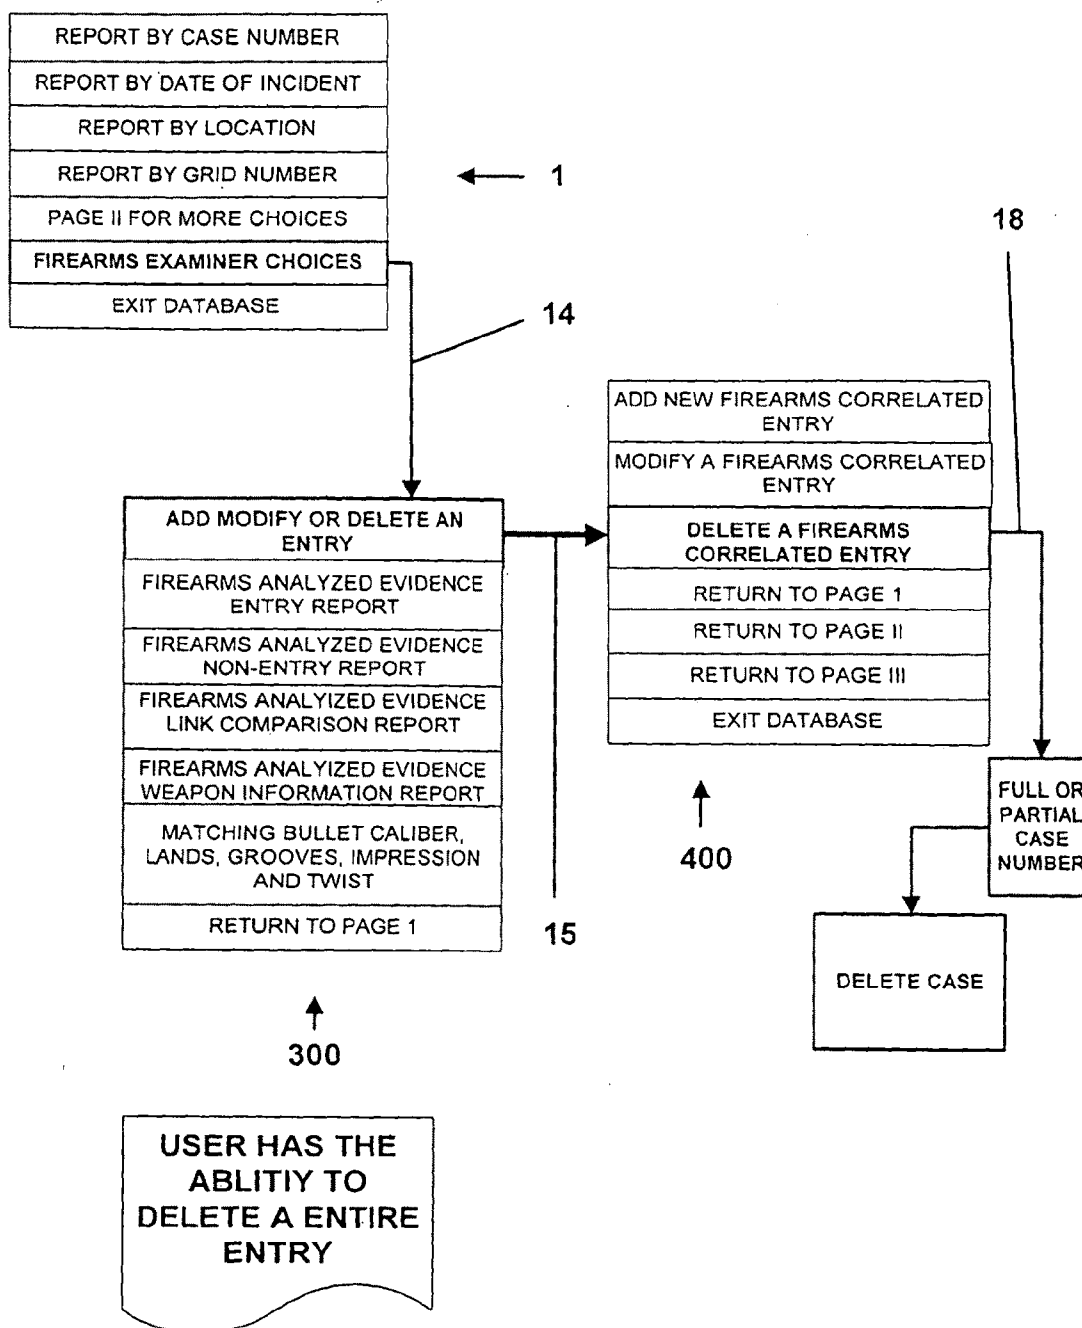 REPORT BY CASE NUMBER
REPORT BY DATE OF INCIDENT
REPORT BY LOCATION
REPORT BY GRID NUMBER
PAGE II FOR MORE CHOICES
FIREARMS EXAMINER CHOICES
EXIT DATABASE
1
14
18
ADD MODIFY OR DELETE AN
ENTRY
FIREARMS ANALYZED EVIDENCE
ENTRY REPORT
FIREARMS ANALYZED EVIDENCE
NON-ENTRY REPORT
FIREARMS ANALYIZED EVIDENCE
LINK COMPARISON REPORT
FIREARMS ANALYIZED EVIDENCE
WEAPON INFORMATION REPORT
MATCHING BULLET CALIBER,
LANDS, GROOVES, IMPRESSION
AND TWIST
RETURN TO PAGE 1
300
15
ADD NEW FIREARMS CORRELATED
ENTRY
MODIFY A FIREARMS CORRELATED
ENTRY
DELETE A FIREARMS
CORRELATED ENTRY
RETURN TO PAGE 1
RETURN TO PAGE II
RETURN TO PAGE III
EXIT DATABASE
400
FULL OR
PARTIAL
CASE
NUMBER
DELETE CASE
USER HAS THE
ABLITIY TO
DELETE A ENTIRE
ENTRY